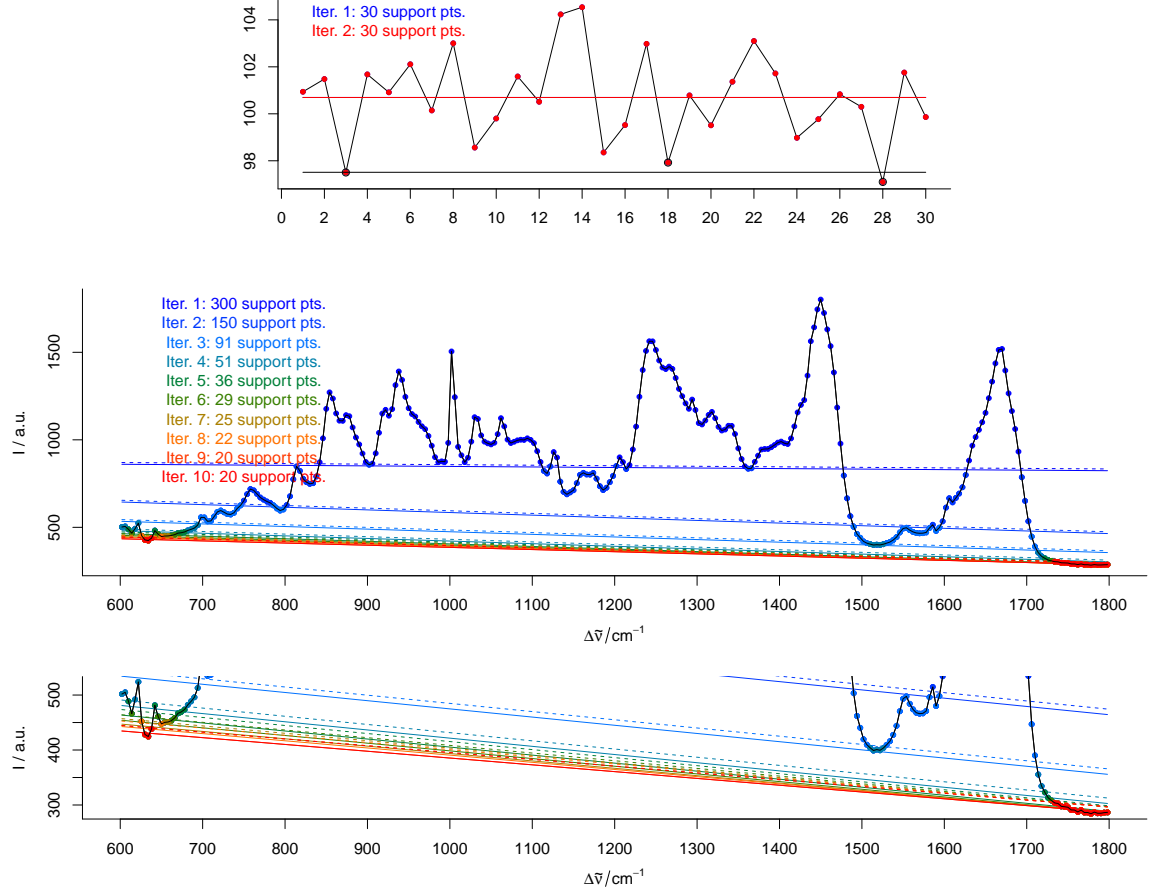 Iter. 1: 30 support pts.
Iter. 2: 30 support pts.
104
102
100
98
0 2 4 6 8 10 12 14 16 18 20 22 24 26 28 30
I / a.u.
1500
1000
500
Iter. 1: 300 support pts.
Iter. 2: 150 support pts.
Iter. 3: 91 support pts.
Iter. 4: 51 support pts.
Iter. 5: 36 support pts.
Iter. 6: 29 support pts.
Iter. 7: 25 support pts.
Iter. 8: 22 support pts.
Iter. 9: 20 support pts.
Iter. 10: 20 support pts.
600 700 800 900 1000 1100 1200 1300 1400 1500 1600 1700 1800
Δν̃/cm⁻¹
I / a.u.
500
400
300
600 700 800 900 1000 1100 1200 1300 1400 1500 1600 1700 1800
Δν̃/cm⁻¹